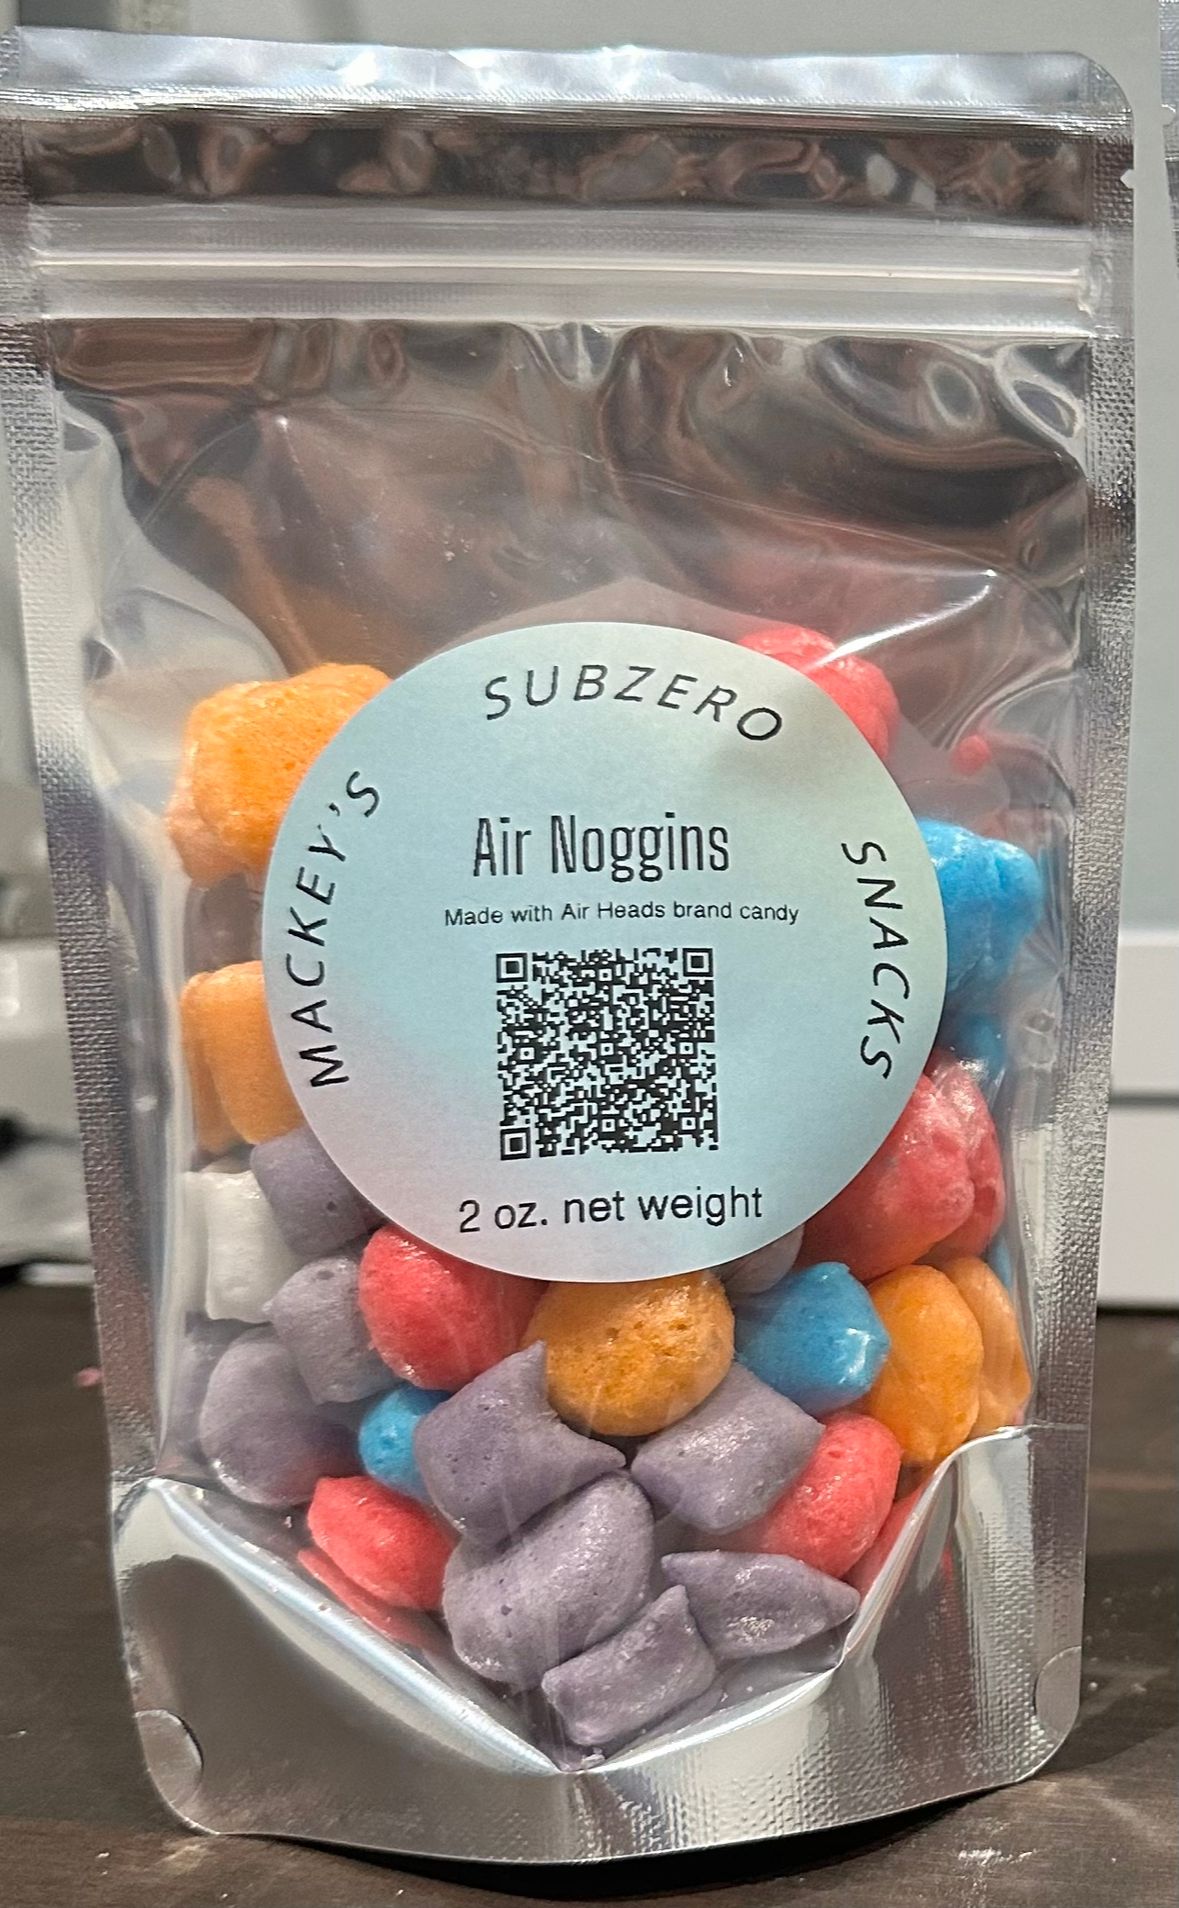 MACKEY'S
SUBZERO
SNACKS
Air Noggins
Made with Air Heads brand candy
2 oz. net weight